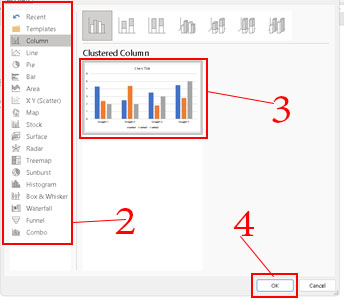 Recent
Templates
Column
Line
Pie
Bar
Area
X Y (Scatter)
Map
Stock
Surface
Radar
Treemap
Sunburst
Histogram
Box & Whisker
Waterfall
Funnel
Combo
Clustered Column
Chart Title
2
3
4
OK
Cancel